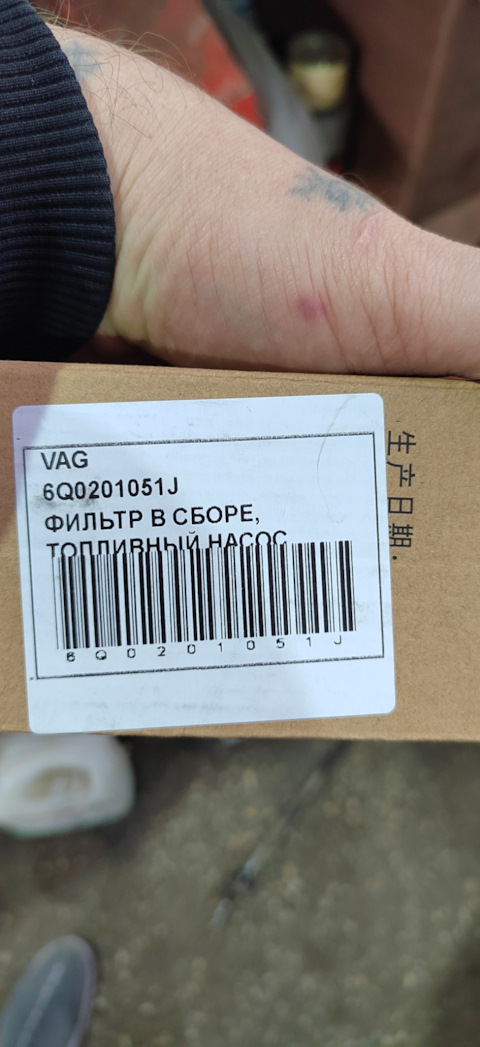 VAG
6Q0201051J
ФИЛЬТР В СБОРЕ,
ТОПЛИВНЫЙ НАСОС
6Q0201051J
生产日期: